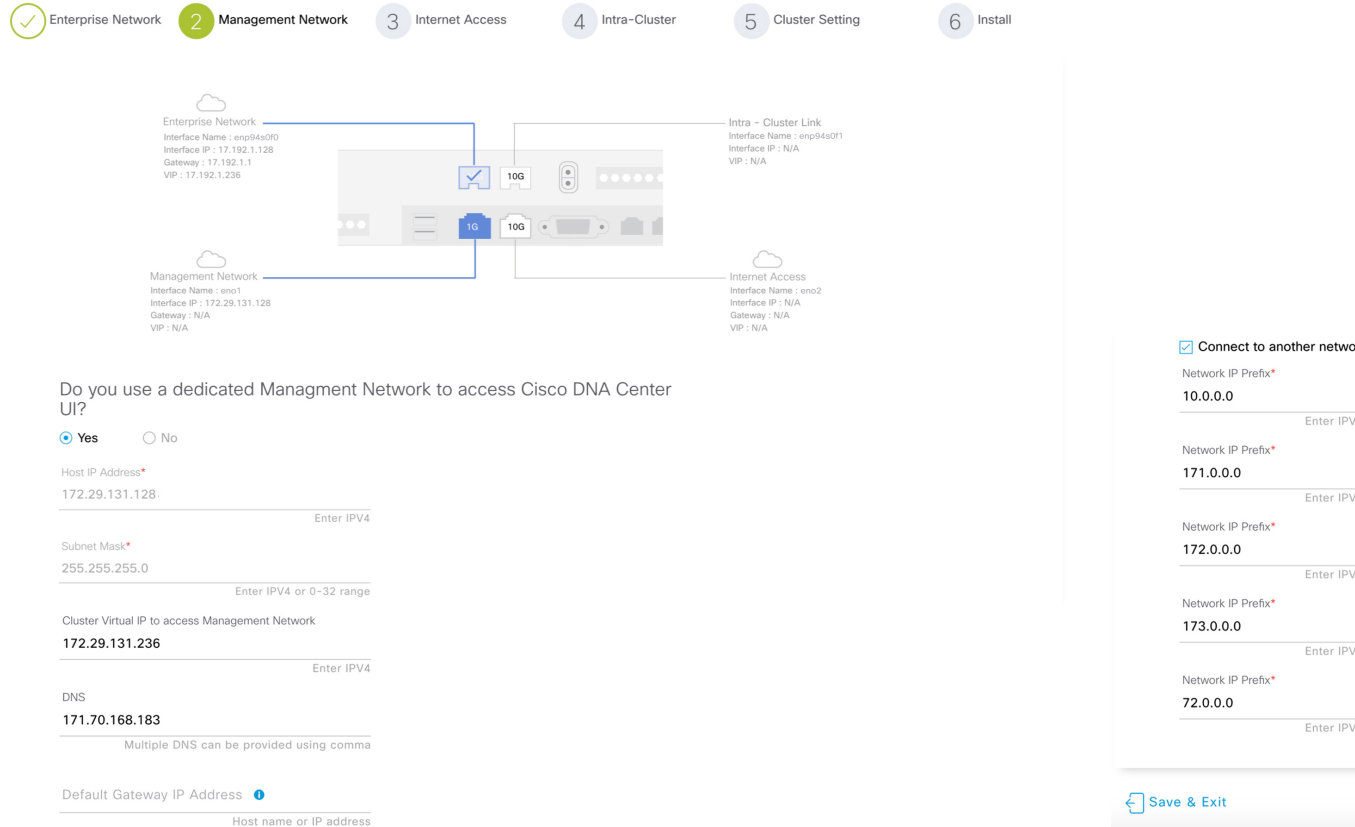 Enterprise Network
2 Management Network
3 Internet Access
4 Intra-Cluster
5 Cluster Setting
6 Install
Enterprise Network
Interface Name : enp94s0f0
Interface IP : 17.192.1.128
Gateway : 17.192.1.1
VIP : 17.192.1.236
Intra - Cluster Link
Interface Name : enp94s0f1
Interface IP : N/A
VIP : N/A
10G
1G
10G
Management Network
Interface Name : eno1
Interface IP : 172.29.131.128
Gateway : N/A
VIP : N/A
Internet Access
Interface Name : eno2
Interface IP : N/A
Gateway : N/A
VIP : N/A
Do you use a dedicated Managment Network to access Cisco DNA Center
UI?
Yes
No
Host IP Address*
172.29.131.128
Enter IPV4
Subnet Mask*
255.255.255.0
Enter IPV4 or 0-32 range
Cluster Virtual IP to access Management Network
172.29.131.236
Enter IPV4
DNS
171.70.168.183
Multiple DNS can be provided using comma
Default Gateway IP Address
Host name or IP address
Connect to another netwo
Network IP Prefix*
10.0.0.0
Enter IPV
Network IP Prefix*
171.0.0.0
Enter IPV
Network IP Prefix*
172.0.0.0
Enter IPV
Network IP Prefix*
173.0.0.0
Enter IPV
Network IP Prefix*
72.0.0.0
Enter IPV
Save & Exit